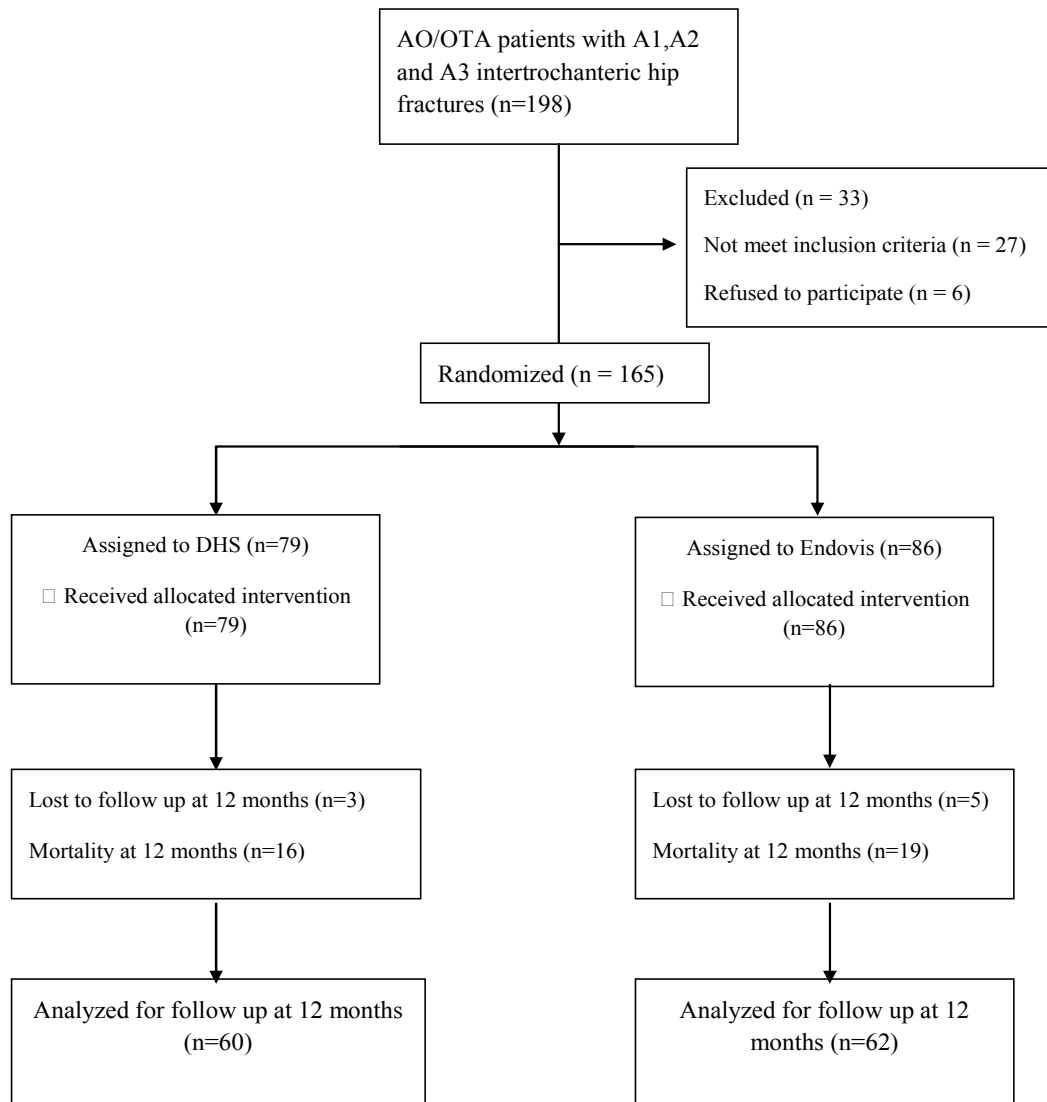 AO/OTA patients with A1,A2
and A3 intertrochanteric hip
fractures (n=198)
Excluded (n = 33)
Not meet inclusion criteria (n = 27)
Refused to participate (n = 6)
Randomized (n = 165)
Assigned to DHS (n=79)
□ Received allocated intervention
(n=79)
Assigned to Endovis (n=86)
□ Received allocated intervention
(n=86)
Lost to follow up at 12 months (n=3)
Mortality at 12 months (n=16)
Lost to follow up at 12 months (n=5)
Mortality at 12 months (n=19)
Analyzed for follow up at 12 months
(n=60)
Analyzed for follow up at 12
months (n=62)